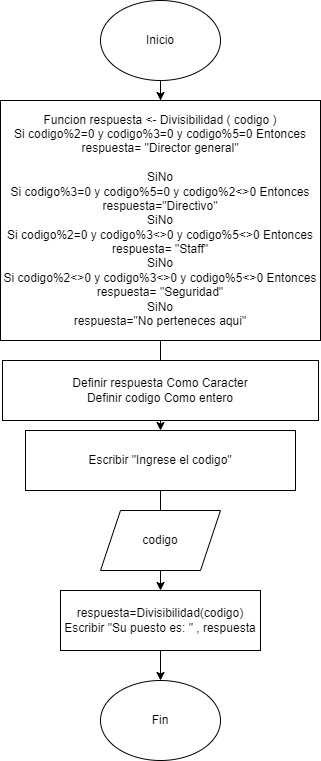 Inicio
Funcion respuesta <- Divisibilidad ( codigo )
Si codigo%2=0 y codigo%3=0 y codigo%5=0 Entonces
respuesta= "Director general"
SiNo
Si codigo%3=0 y codigo%5=0 y codigo%2<>0 Entonces
respuesta="Directivo"
SiNo
Si codigo%2=0 y codigo%3<>0 y codigo%5<>0 Entonces
respuesta= "Staff"
SiNo
Si codigo%2<>0 y codigo%3<>0 y codigo%5<>0 Entonces
respuesta= "Seguridad"
SiNo
respuesta="No perteneces aqui"
Definir respuesta Como Caracter
Definir codigo Como entero
Escribir "Ingrese el codigo"
codigo
respuesta=Divisibilidad(codigo)
Escribir "Su puesto es: " , respuesta
Fin